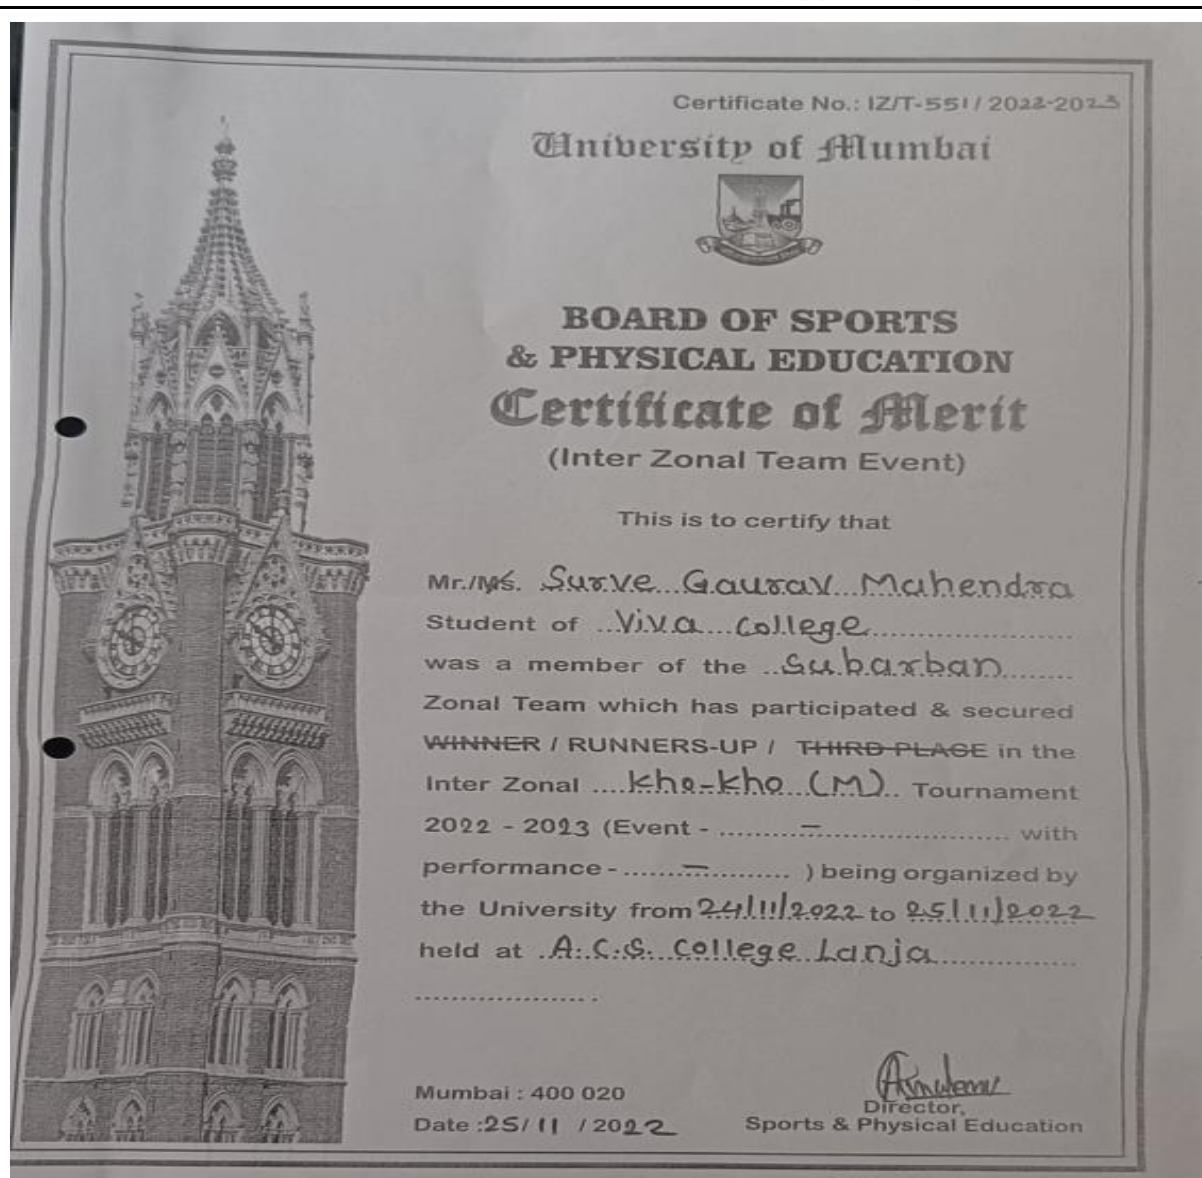 Certificate No.: IZ/T-551/2022-2023
University of Mumbai
BOARD OF SPORTS
& PHYSICAL EDUCATION
Certificate of Merit
(Inter Zonal Team Event)
This is to certify that
Mr./Ms. Surve Gaurav Mahendra
Student of ..Viva...College.......................
was a member of the ..Subarban........
Zonal Team which has participated & secured
WINNER / RUNNERS-UP / THIRD PLACE in the
Inter Zonal ....kho-kho...(M).. Tournament
2022 - 2023 (Event - ..........–........................ with
performance - ........–........... ) being organized by
the University from 24/11/2022 to 25/11/2022
held at .A.C.S. College Lanja................
...................
Mumbai : 400 020
Date :25/ 11 / 2022
Director,
Sports & Physical Education